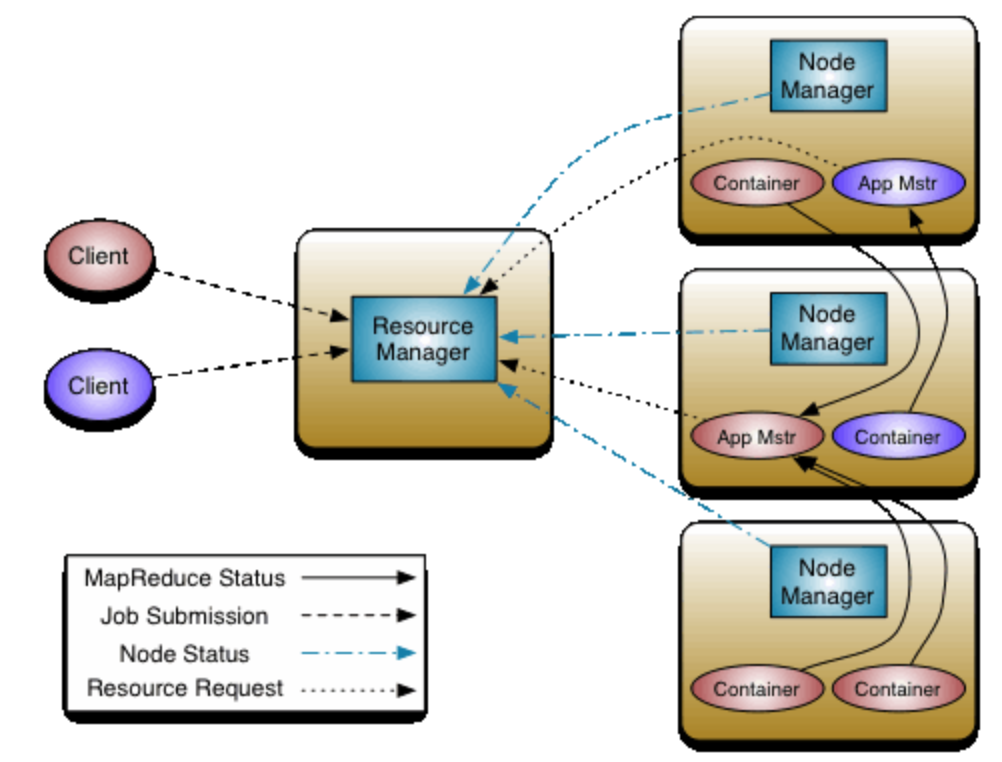 Client
Client
Resource
Manager
Node
Manager
Container
App Mstr
Node
Manager
App Mstr
Container
Node
Manager
Container
Container
MapReduce Status
Job Submission
Node Status
Resource Request